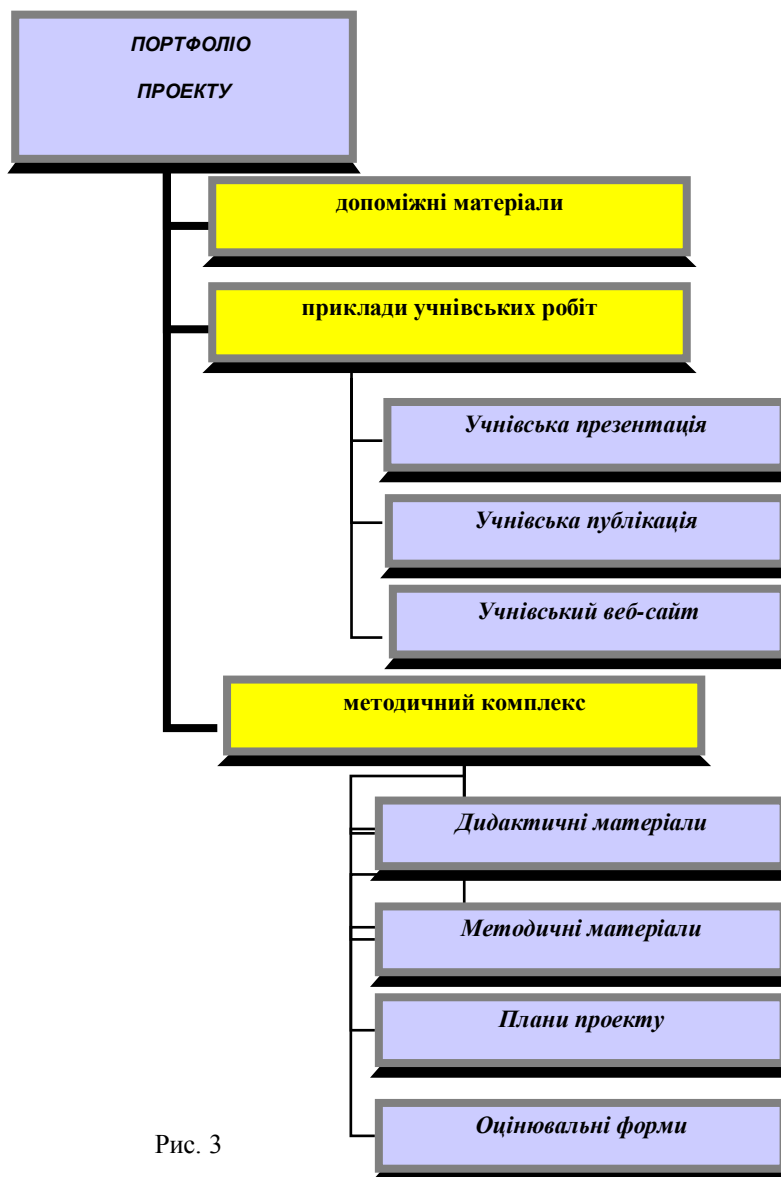 ПОРТФОЛІО
ПРОЕКТУ
допоміжні матеріали
приклади учнівських робіт
Учнівська презентація
Учнівська публікація
Учнівський веб-сайт
методичний комплекс
Дидактичні матеріали
Методичні матеріали
Плани проекту
Оцінювальні форми
Рис. 3